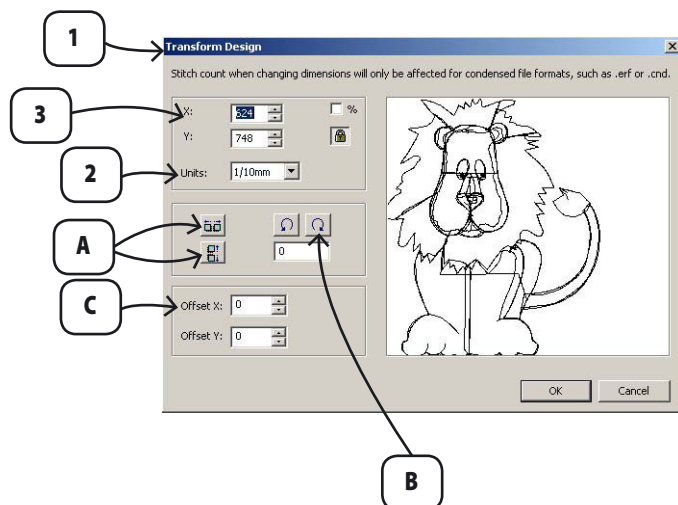 1
Transform Design
Stitch count when changing dimensions will only be affected for condensed file formats, such as .erf or .cnd.
3
X: 624 %
Y: 748
2
Units: 1/10mm
A
0
C
Offset X: 0
Offset Y: 0
OK Cancel
B